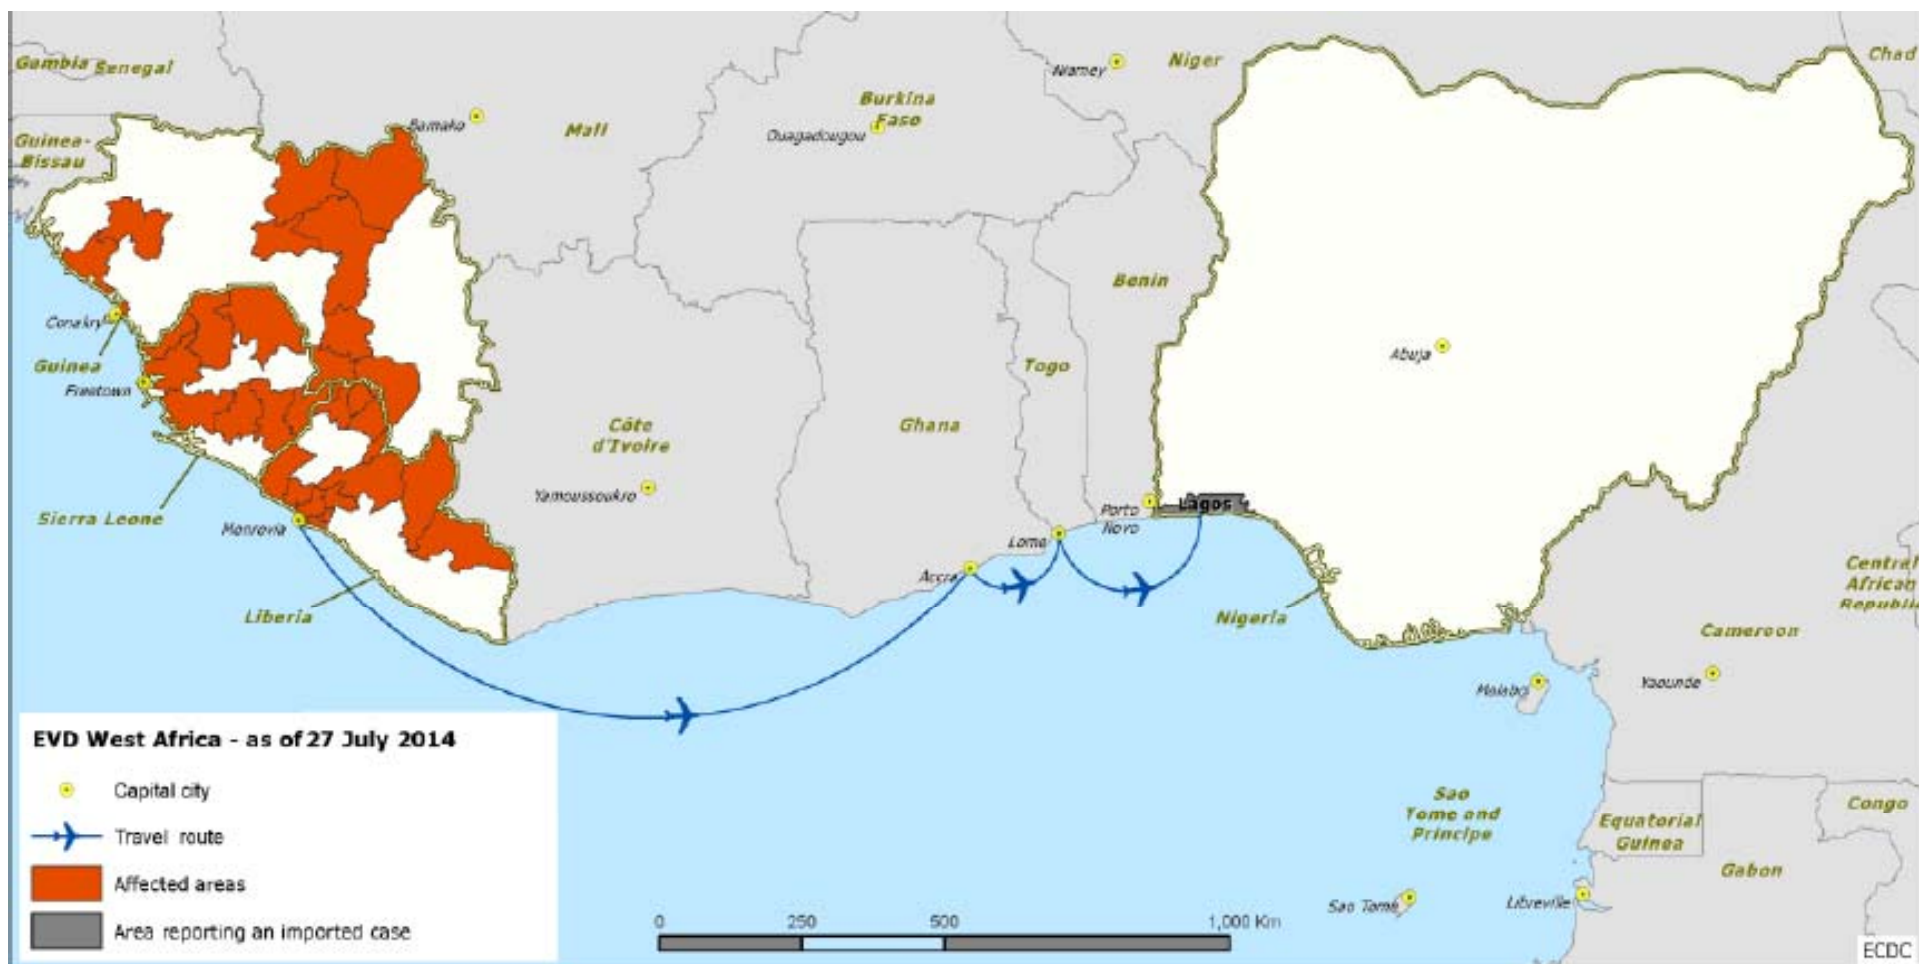 Gambia
Senegal
Guinea-
Bissau
Bamako
Mali
Burkina
Faso
Ouagadougou
Niamey
Niger
Chad
Conakry
Guinea
Freetown
Sierra Leone
Monrovia
Liberia
Côte
d'Ivoire
Yamoussoukro
Ghana
Accra
Togo
Lome
Benin
Porto
Novo
Lagos
Abuja
Nigeria
Central
African
Republic
Cameroon
Yaounde
Malabo
Sao
Tome and
Principe
Sao Tome
Equatorial
Guinea
Congo
Gabon
Libreville
EVD West Africa - as of 27 July 2014
Capital city
Travel route
Affected areas
Area reporting an imported case
0 250 500 1,000 Km
ECDC